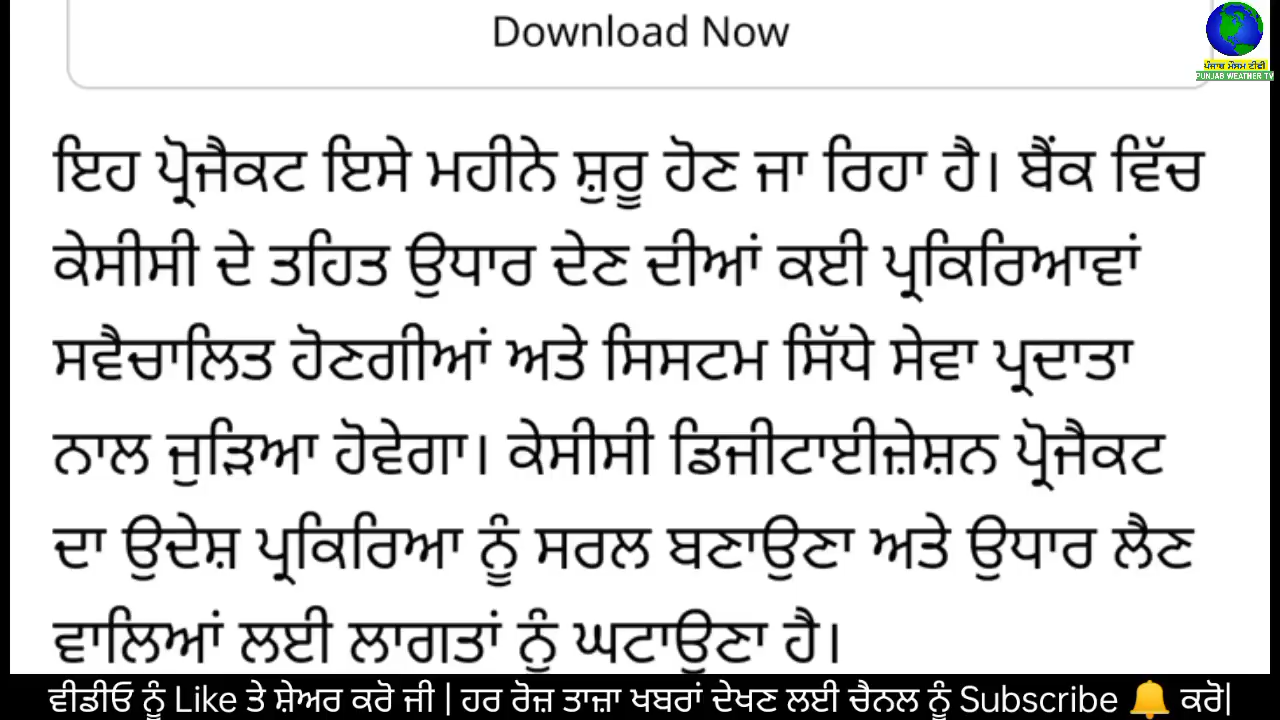 Download Now
ਪੰਜਾਬ ਮੌਸਮ ਟੀਵੀ
PUNJAB WEATHER TV
ਇਹ ਪ੍ਰੋਜੈਕਟ ਇਸੇ ਮਹੀਨੇ ਸ਼ੁਰੂ ਹੋਣ ਜਾ ਰਿਹਾ ਹੈ। ਬੈਂਕ ਵਿੱਚ
ਕੇਸੀਸੀ ਦੇ ਤਹਿਤ ਉਧਾਰ ਦੇਣ ਦੀਆਂ ਕਈ ਪ੍ਰਕਿਰਿਆਵਾਂ
ਸਵੈਚਾਲਿਤ ਹੋਣਗੀਆਂ ਅਤੇ ਸਿਸਟਮ ਸਿੱਧੇ ਸੇਵਾ ਪ੍ਰਦਾਤਾ
ਨਾਲ ਜੁੜਿਆ ਹੋਵੇਗਾ। ਕੇਸੀਸੀ ਡਿਜੀਟਾਈਜ਼ੇਸ਼ਨ ਪ੍ਰੋਜੈਕਟ
ਦਾ ਉਦੇਸ਼ ਪ੍ਰਕਿਰਿਆ ਨੂੰ ਸਰਲ ਬਣਾਉਣਾ ਅਤੇ ਉਧਾਰ ਲੈਣ
ਵਾਲਿਆਂ ਲਈ ਲਾਗਤਾਂ ਨੂੰ ਘਟਾਉਣਾ ਹੈ।
ਵੀਡੀਓ ਨੂੰ Like ਤੇ ਸ਼ੇਅਰ ਕਰੋ ਜੀ | ਹਰ ਰੋਜ਼ ਤਾਜ਼ਾ ਖਬਰਾਂ ਦੇਖਣ ਲਈ ਚੈਨਲ ਨੂੰ Subscribe 🔔 ਕਰੋ|